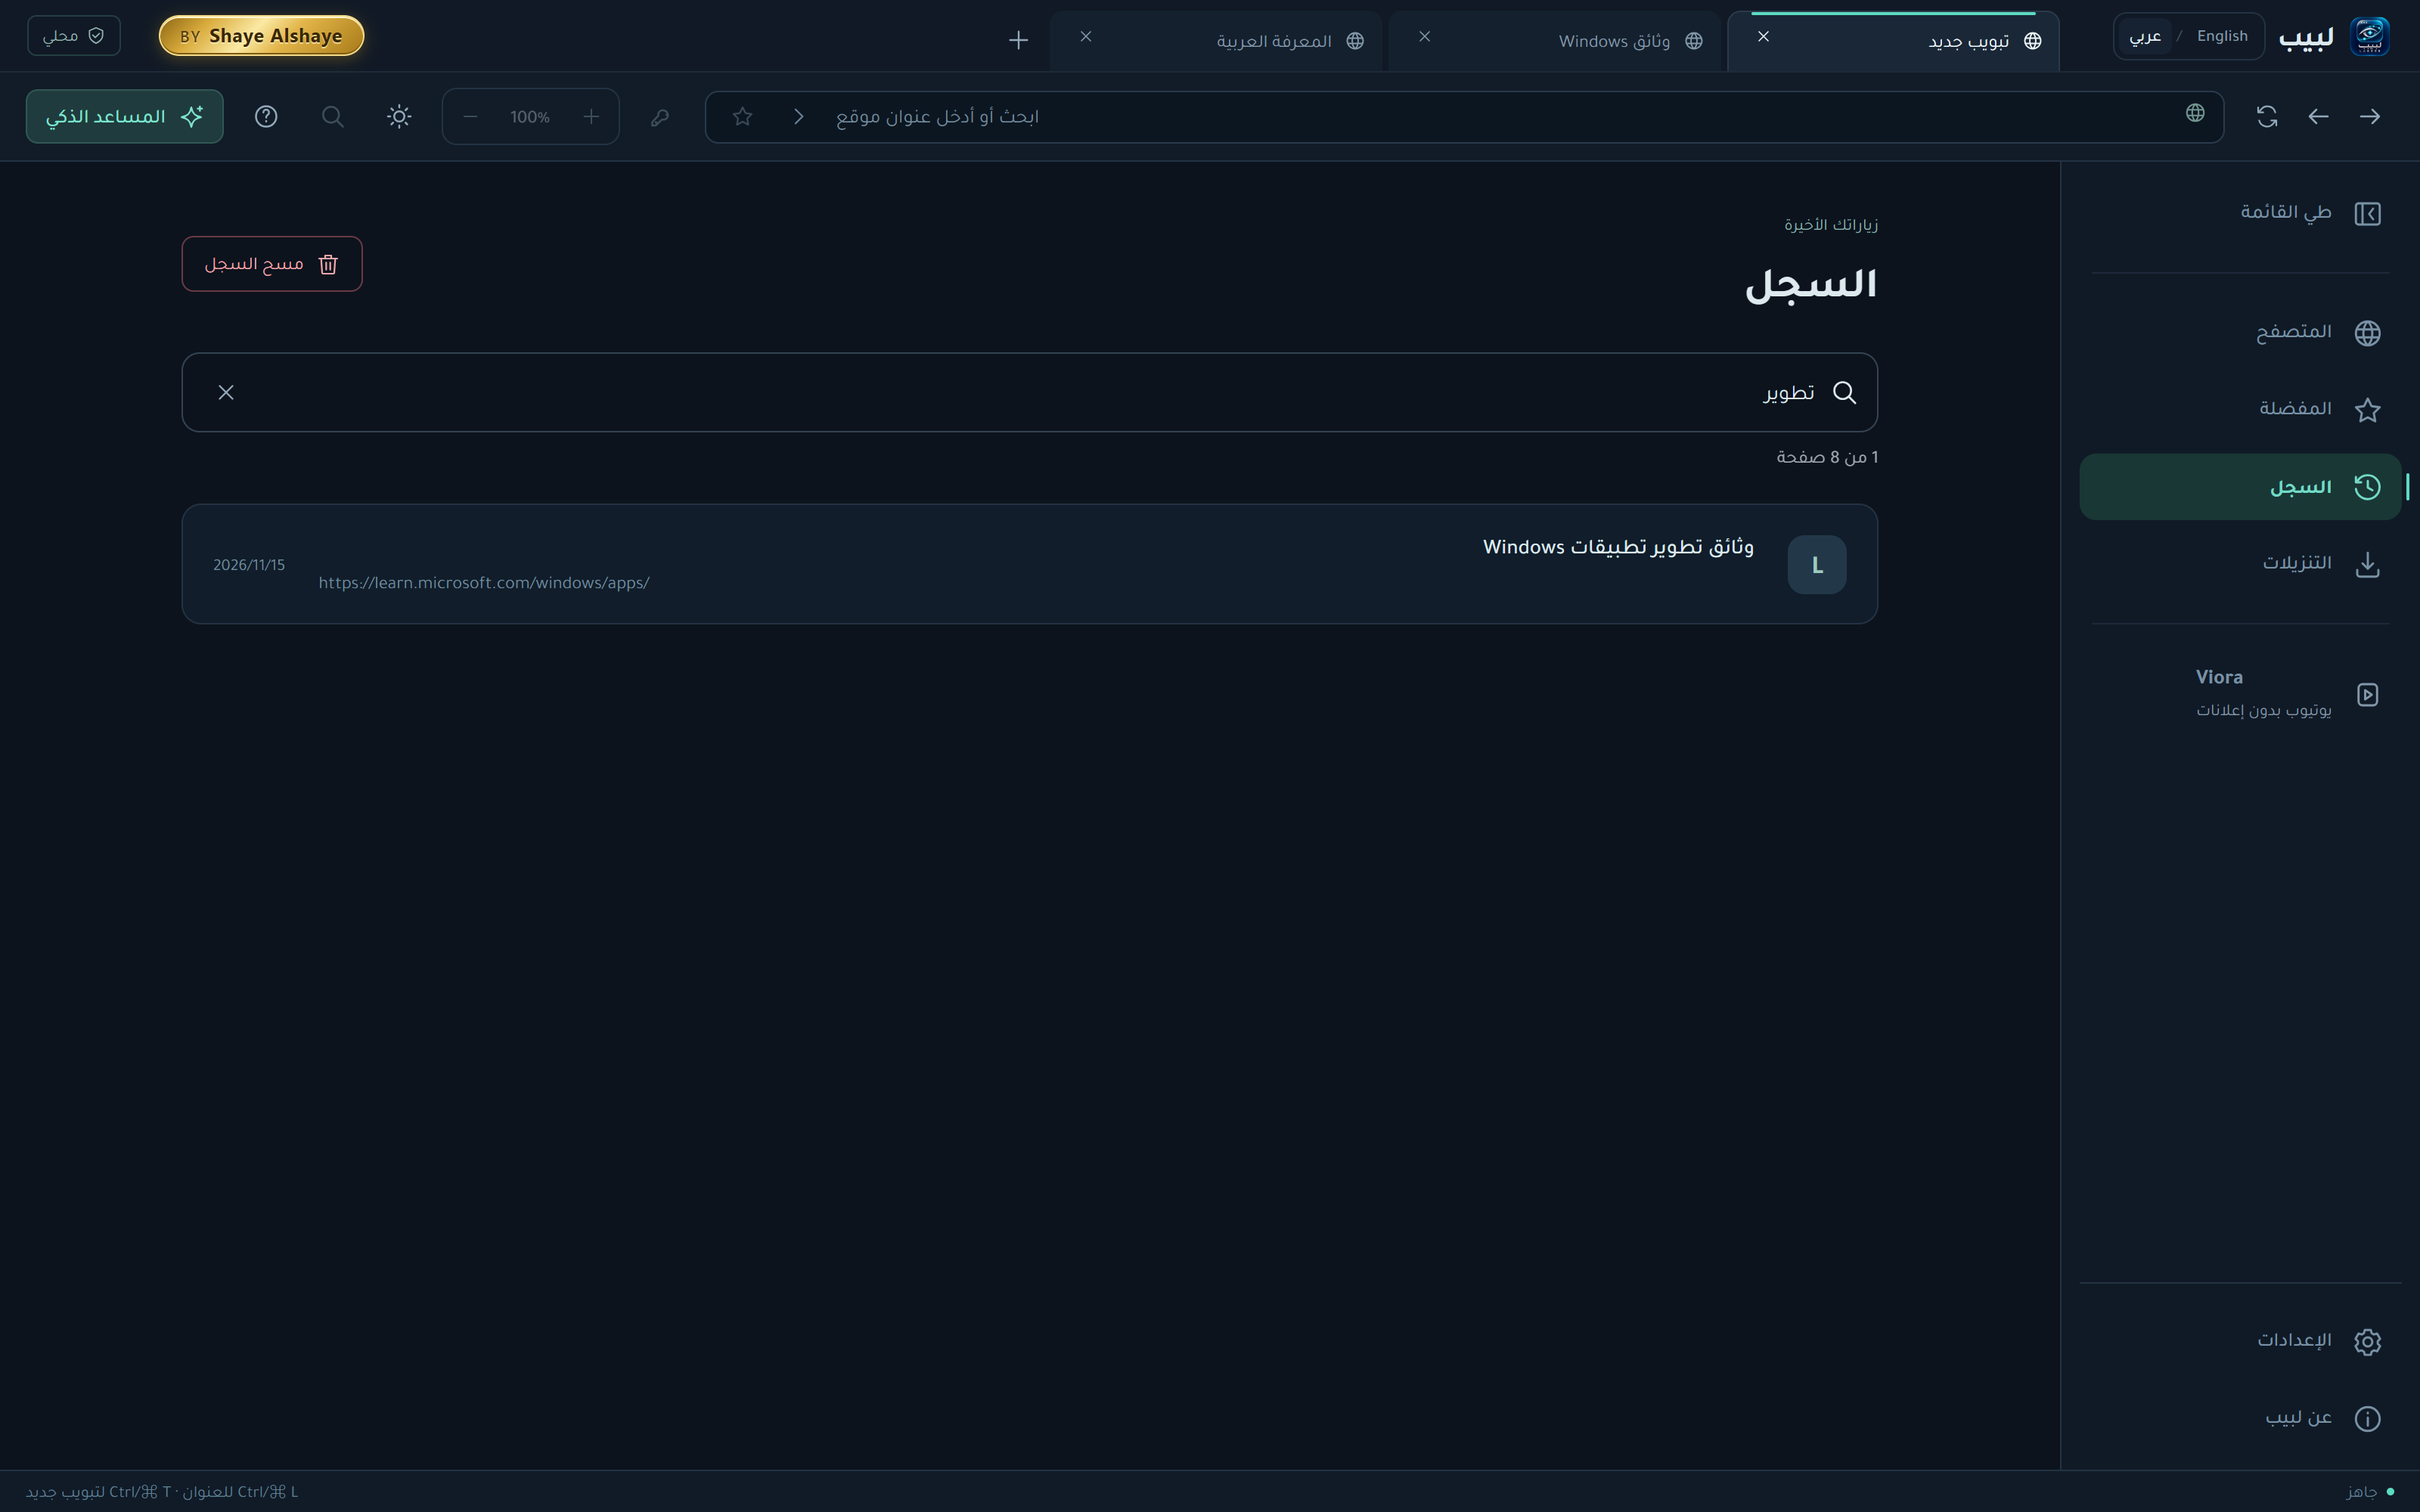 لبيب
English / عربي
تبويب جديد
وثائق Windows
المعرفة العربية
BY Shaye Alshaye
محلي
ابحث أو أدخل عنوان موقع
100%
المساعد الذكي
طي القائمة
المتصفح
المفضلة
السجل
التنزيلات
Viora
يوتيوب بدون إعلانات
الإعدادات
عن لبيب
زياراتك الأخيرة
السجل
مسح السجل
تطوير
1 من 8 صفحة
L
وثائق تطوير تطبيقات Windows
https://learn.microsoft.com/windows/apps/
2026/11/15
جاهز
Ctrl/⌘ L للعنوان · Ctrl/⌘ T لتبويب جديد